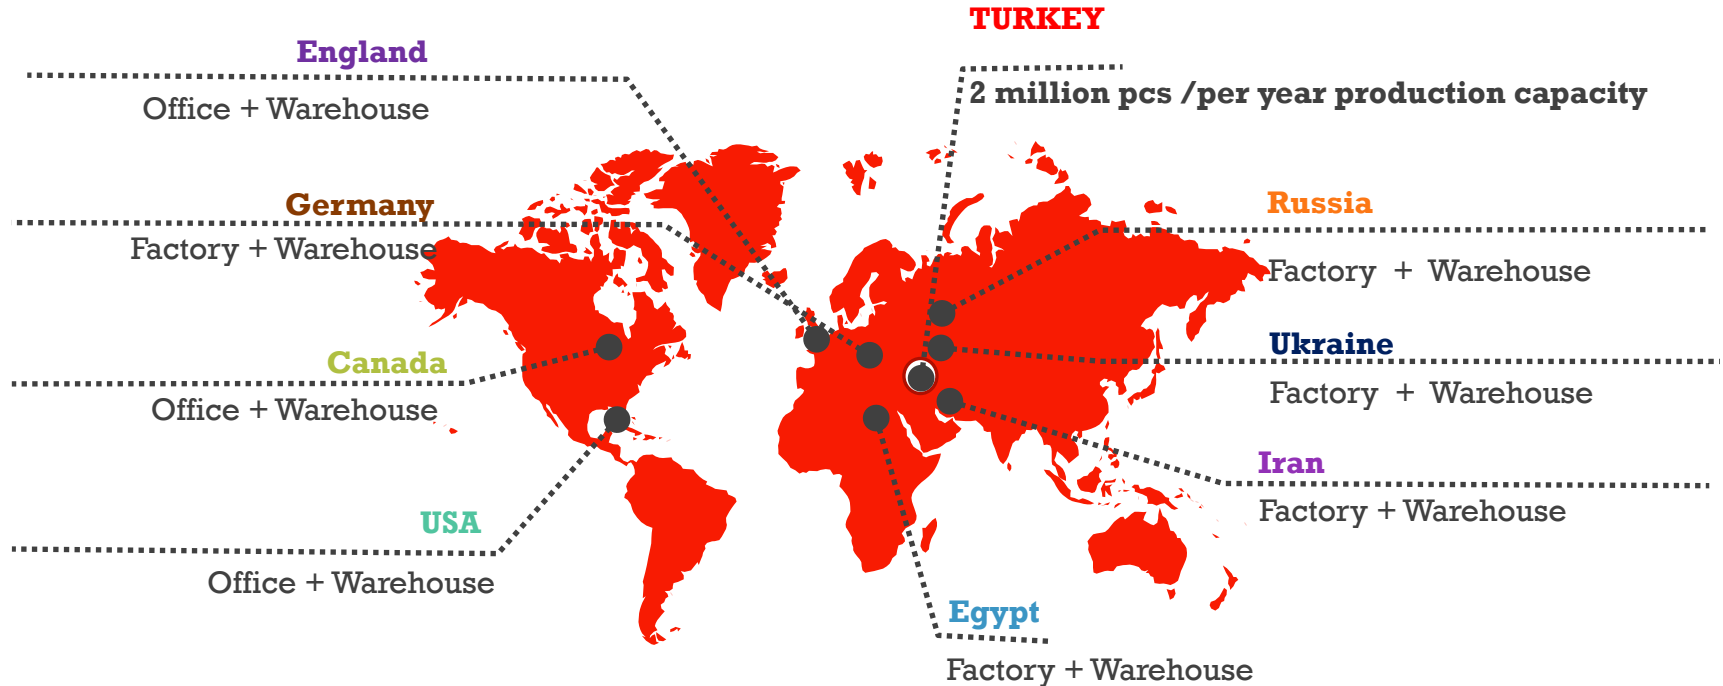 TURKEY
2 million pcs /per year production capacity
England
Office + Warehouse
Germany
Factory + Warehouse
Canada
Office + Warehouse
USA
Office + Warehouse
Russia
Factory + Warehouse
Ukraine
Factory + Warehouse
Iran
Factory + Warehouse
Egypt
Factory + Warehouse